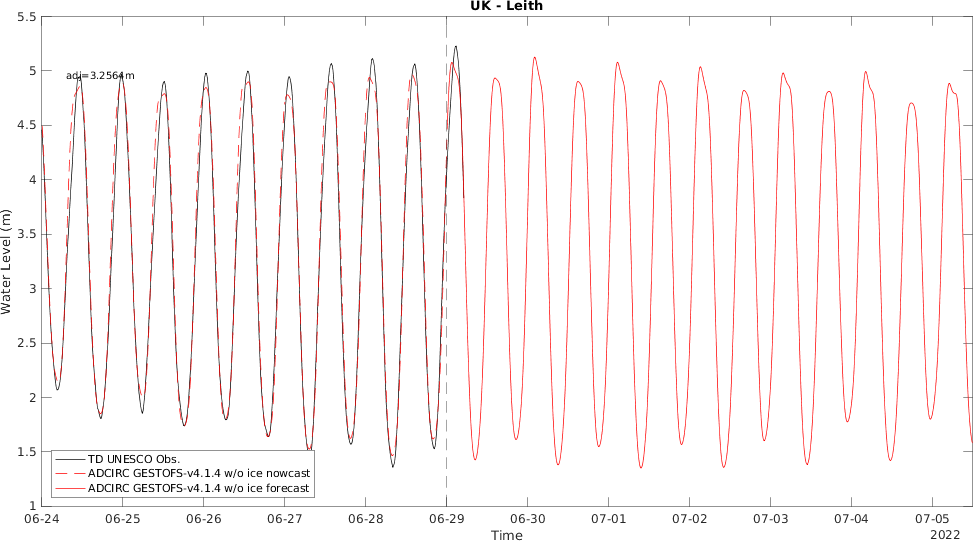 UK - Leith
5.5
5
4.5
4
3.5
3
2.5
2
1.5
1
Water Level (m)
adj=3.2564m
TD UNESCO Obs.
ADCIRC GESTOFS-v4.1.4 w/o ice nowcast
ADCIRC GESTOFS-v4.1.4 w/o ice forecast
06-24 06-25 06-26 06-27 06-28 06-29 06-30 07-01 07-02 07-03 07-04 07-05
Time
2022